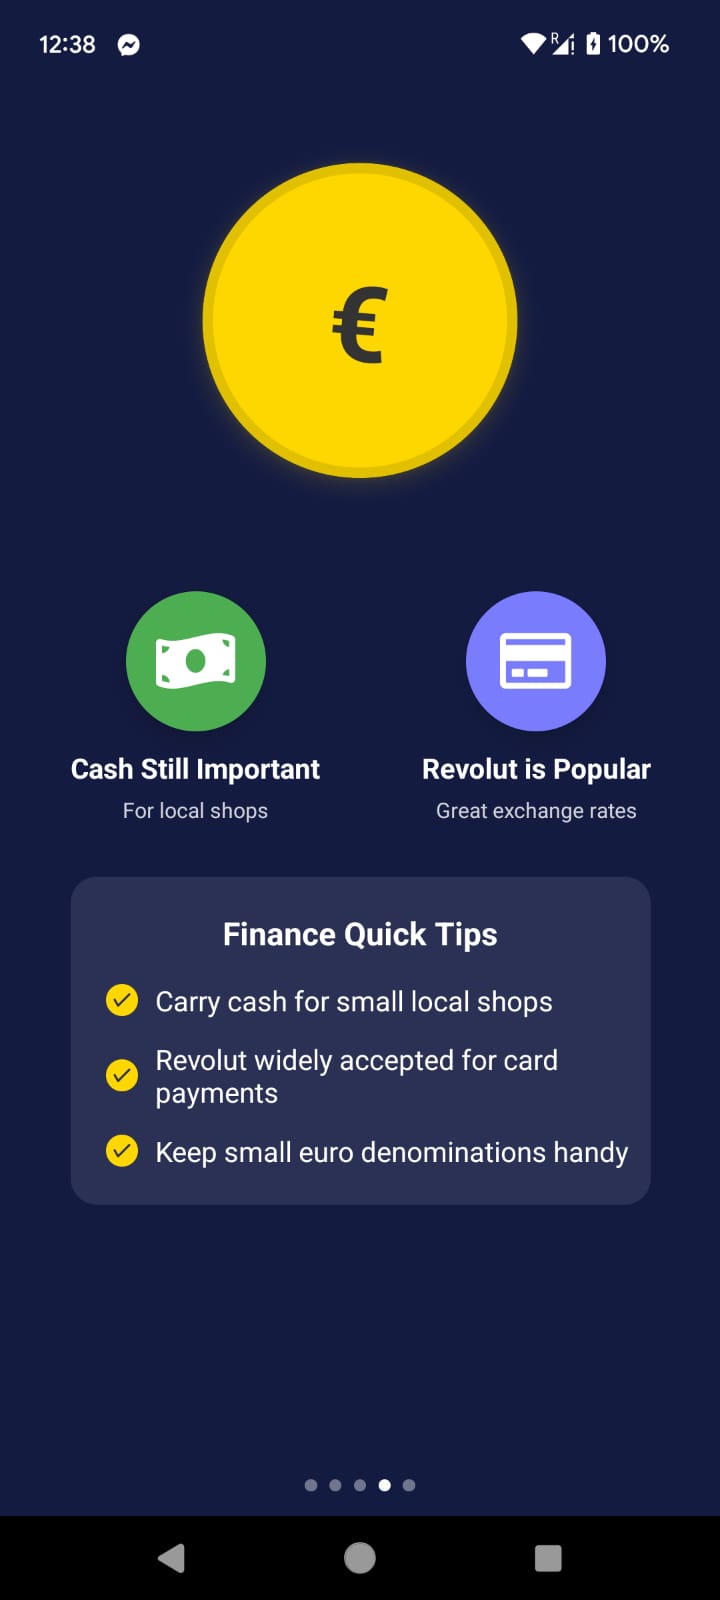 12:38
R
100%
€
Cash Still Important
For local shops
Revolut is Popular
Great exchange rates
Finance Quick Tips
Carry cash for small local shops
Revolut widely accepted for card
payments
Keep small euro denominations handy